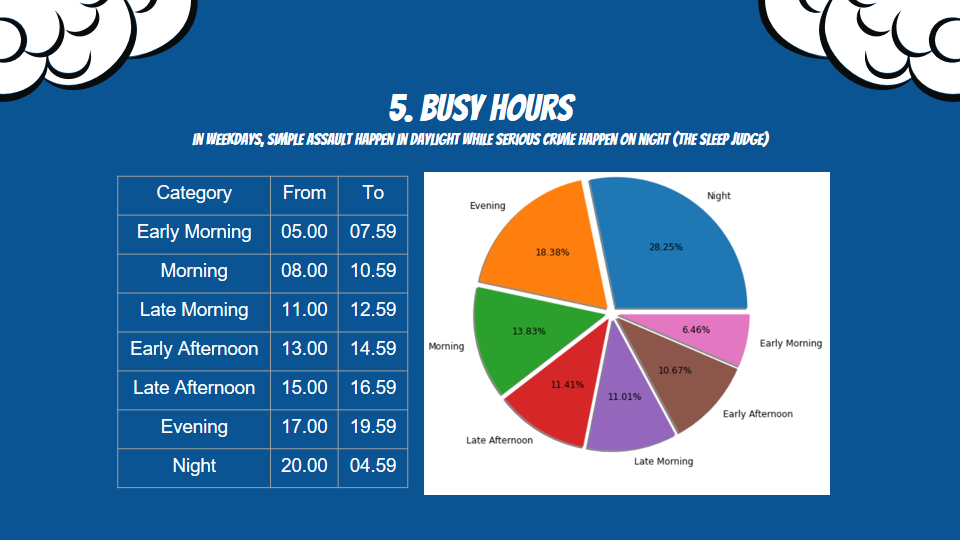 5. BUSY HOURS
IN WEEKDAYS, SIMPLE ASSAULT HAPPEN IN DAYLIGHT WHILE SERIOUS CRIME HAPPEN ON NIGHT (THE SLEEP JUDGE)
Category From To
Early Morning 05.00 07.59
Morning 08.00 10.59
Late Morning 11.00 12.59
Early Afternoon 13.00 14.59
Late Afternoon 15.00 16.59
Evening 17.00 19.59
Night 20.00 04.59
Night
28.25%
Evening
18.38%
Morning
13.83%
Late Afternoon
11.41%
Late Morning
11.01%
Early Afternoon
10.67%
Early Morning
6.46%